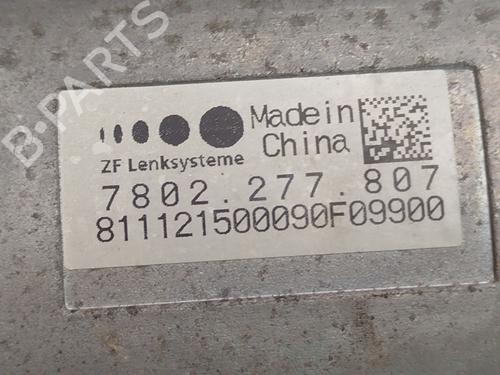 B-PARTS
Made in
China
ZF Lenksysteme
7802.277.807
811121500090F09900